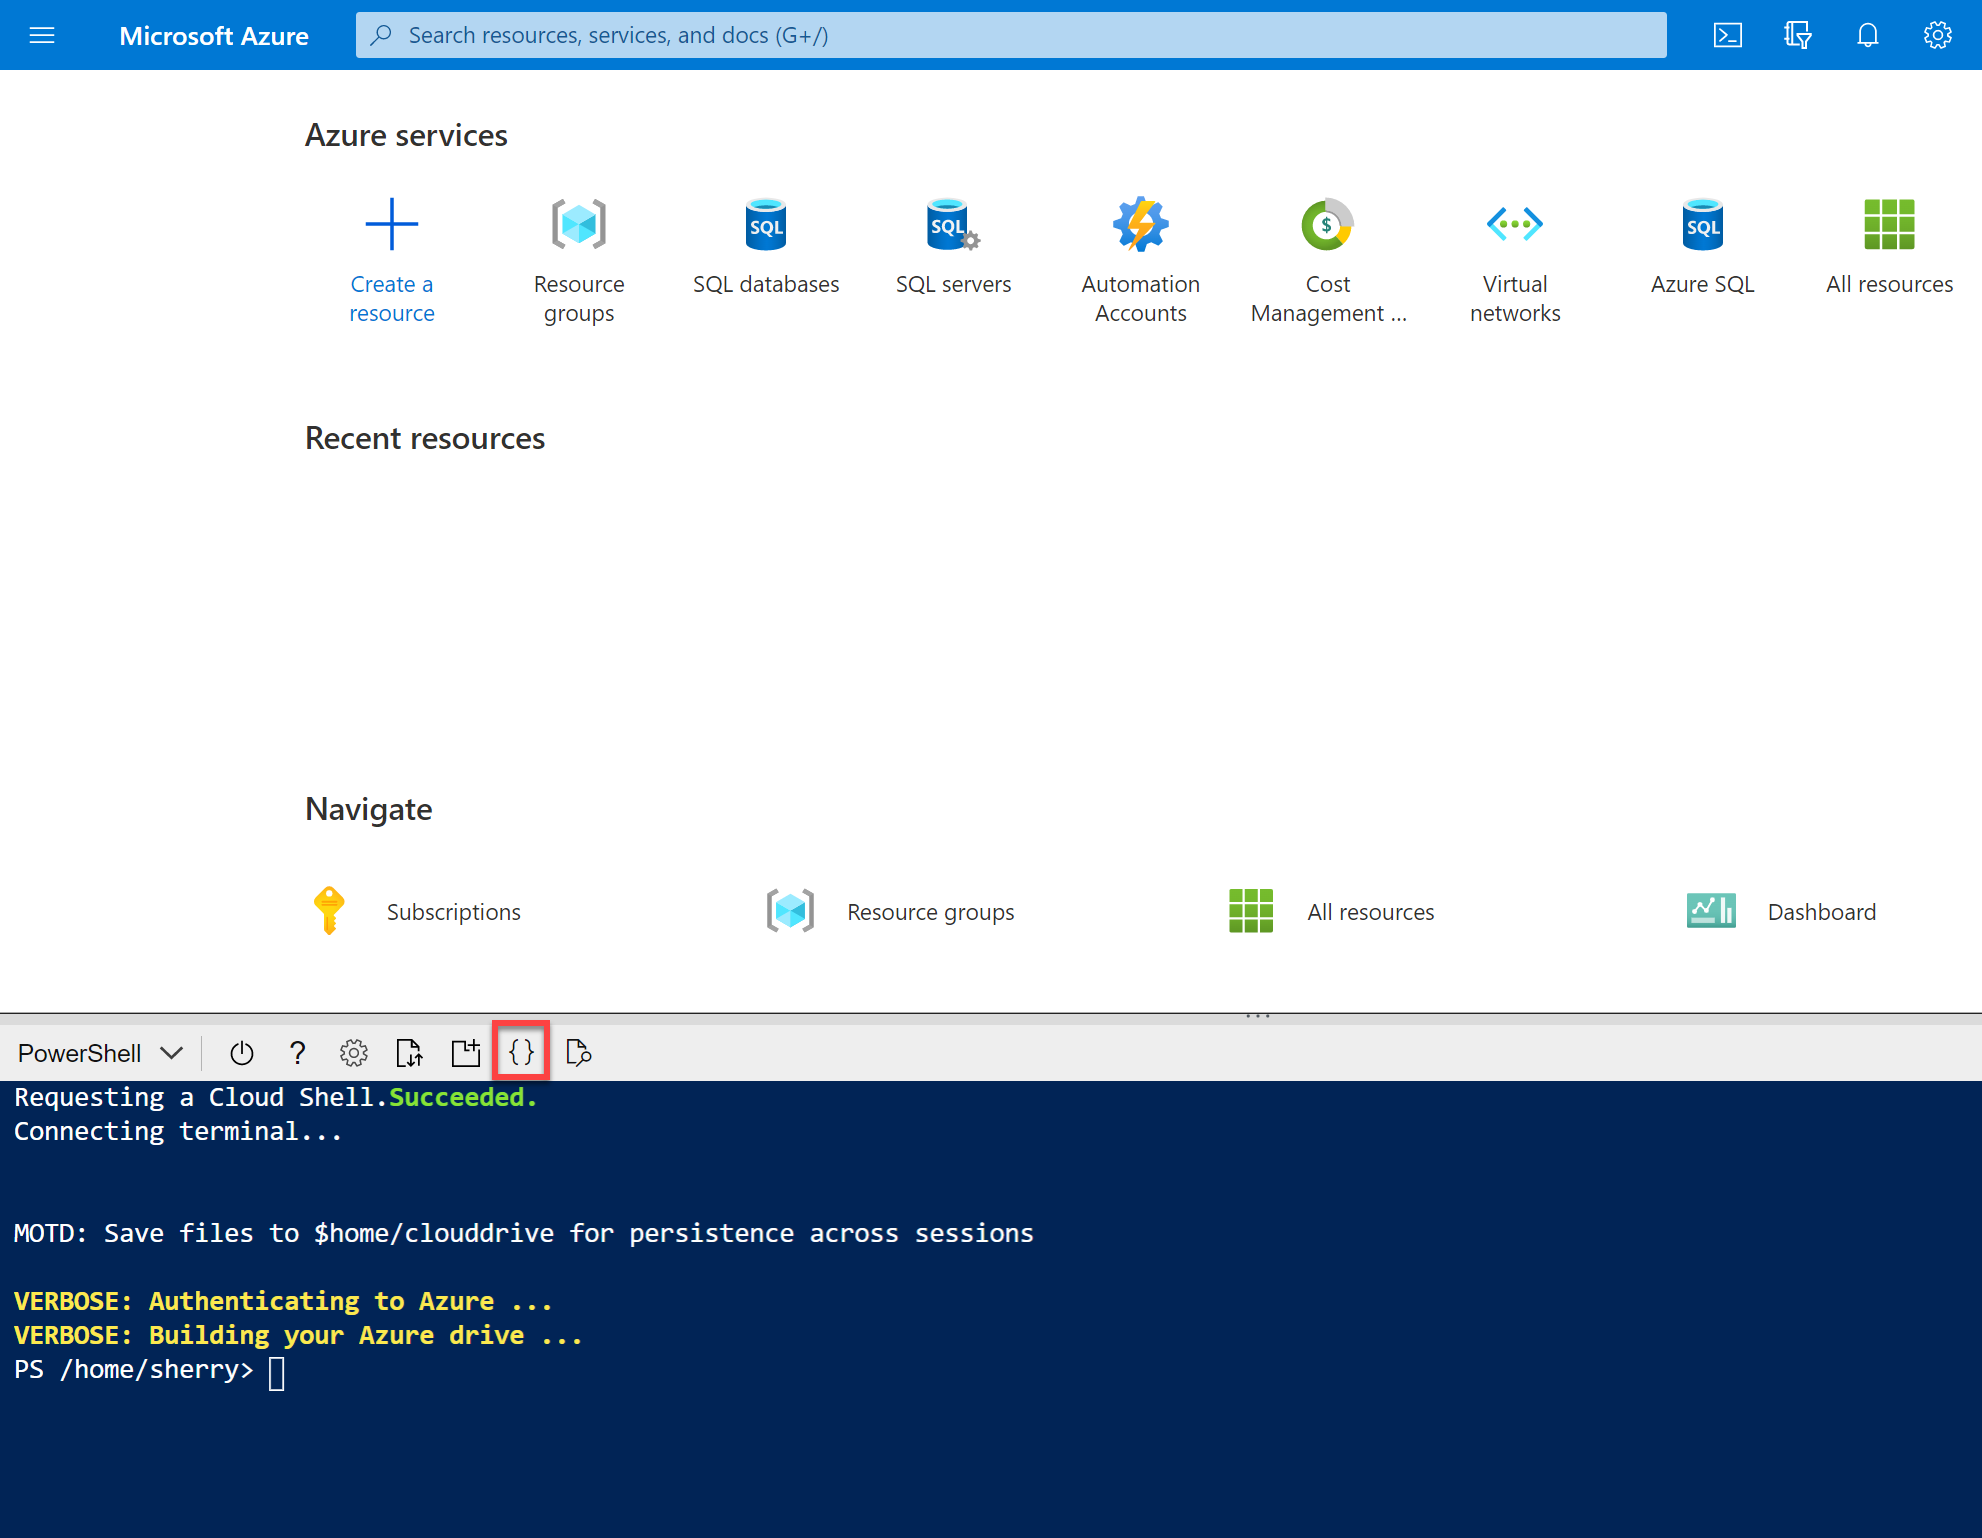 Microsoft Azure
Search resources, services, and docs (G+/)
Azure services
Create a
resource
Resource
groups
SQL
SQL databases
SQL
SQL servers
Automation
Accounts
$
Cost
Management ...
Virtual
networks
SQL
Azure SQL
All resources
Recent resources
Navigate
Subscriptions
Resource groups
All resources
Dashboard
PowerShell
?
{}
Requesting a Cloud Shell.Succeeded.
Connecting terminal...
MOTD: Save files to $home/clouddrive for persistence across sessions
VERBOSE: Authenticating to Azure ...
VERBOSE: Building your Azure drive ...
PS /home/sherry>